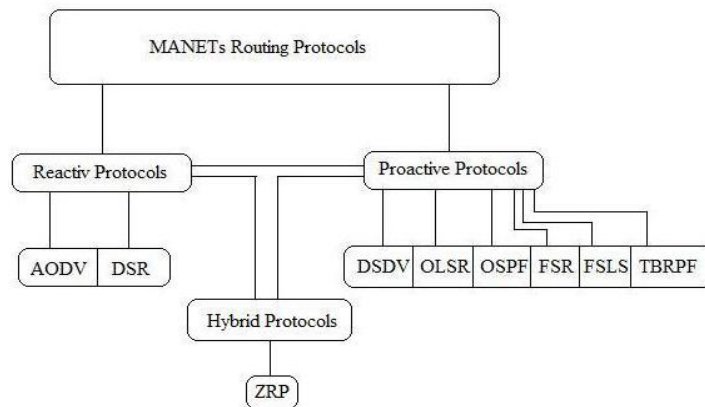 MANETs Routing Protocols
Reactiv Protocols
Proactive Protocols
AODV DSR
DSDV OLSR OSPF FSR FSLS TBRPF
Hybrid Protocols
ZRP